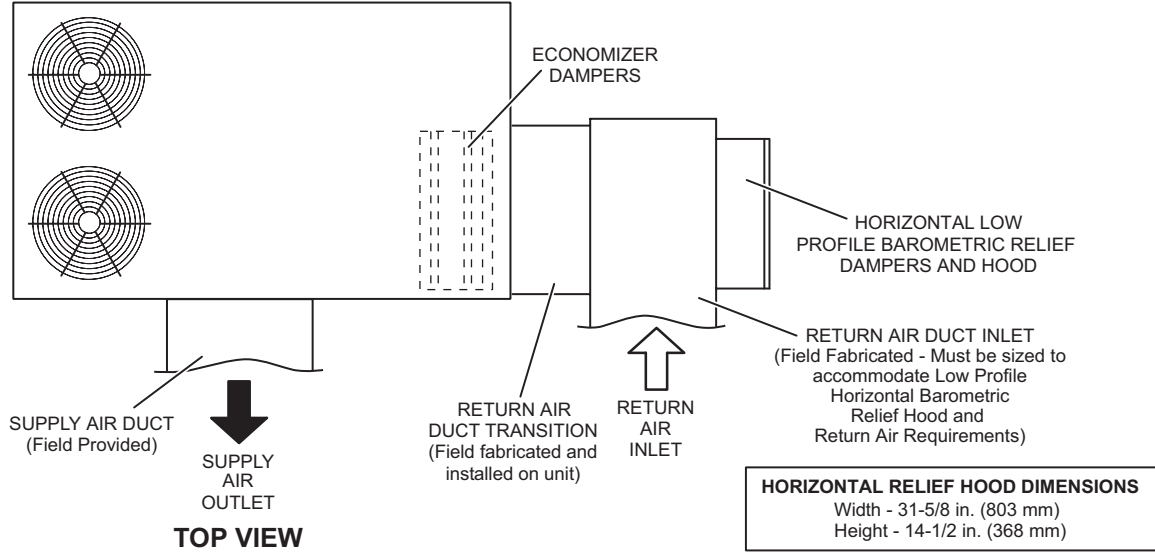 ECONOMIZER
DAMPERS
HORIZONTAL LOW
PROFILE BAROMETRIC RELIEF
DAMPERS AND HOOD
RETURN AIR DUCT INLET
(Field Fabricated - Must be sized to
accommodate Low Profile
Horizontal Barometric
Relief Hood and
Return Air Requirements)
SUPPLY AIR DUCT
(Field Provided)
SUPPLY
AIR
OUTLET
RETURN AIR
DUCT TRANSITION
(Field fabricated and
installed on unit)
RETURN
AIR
INLET
HORIZONTAL RELIEF HOOD DIMENSIONS
Width - 31-5/8 in. (803 mm)
Height - 14-1/2 in. (368 mm)
TOP VIEW